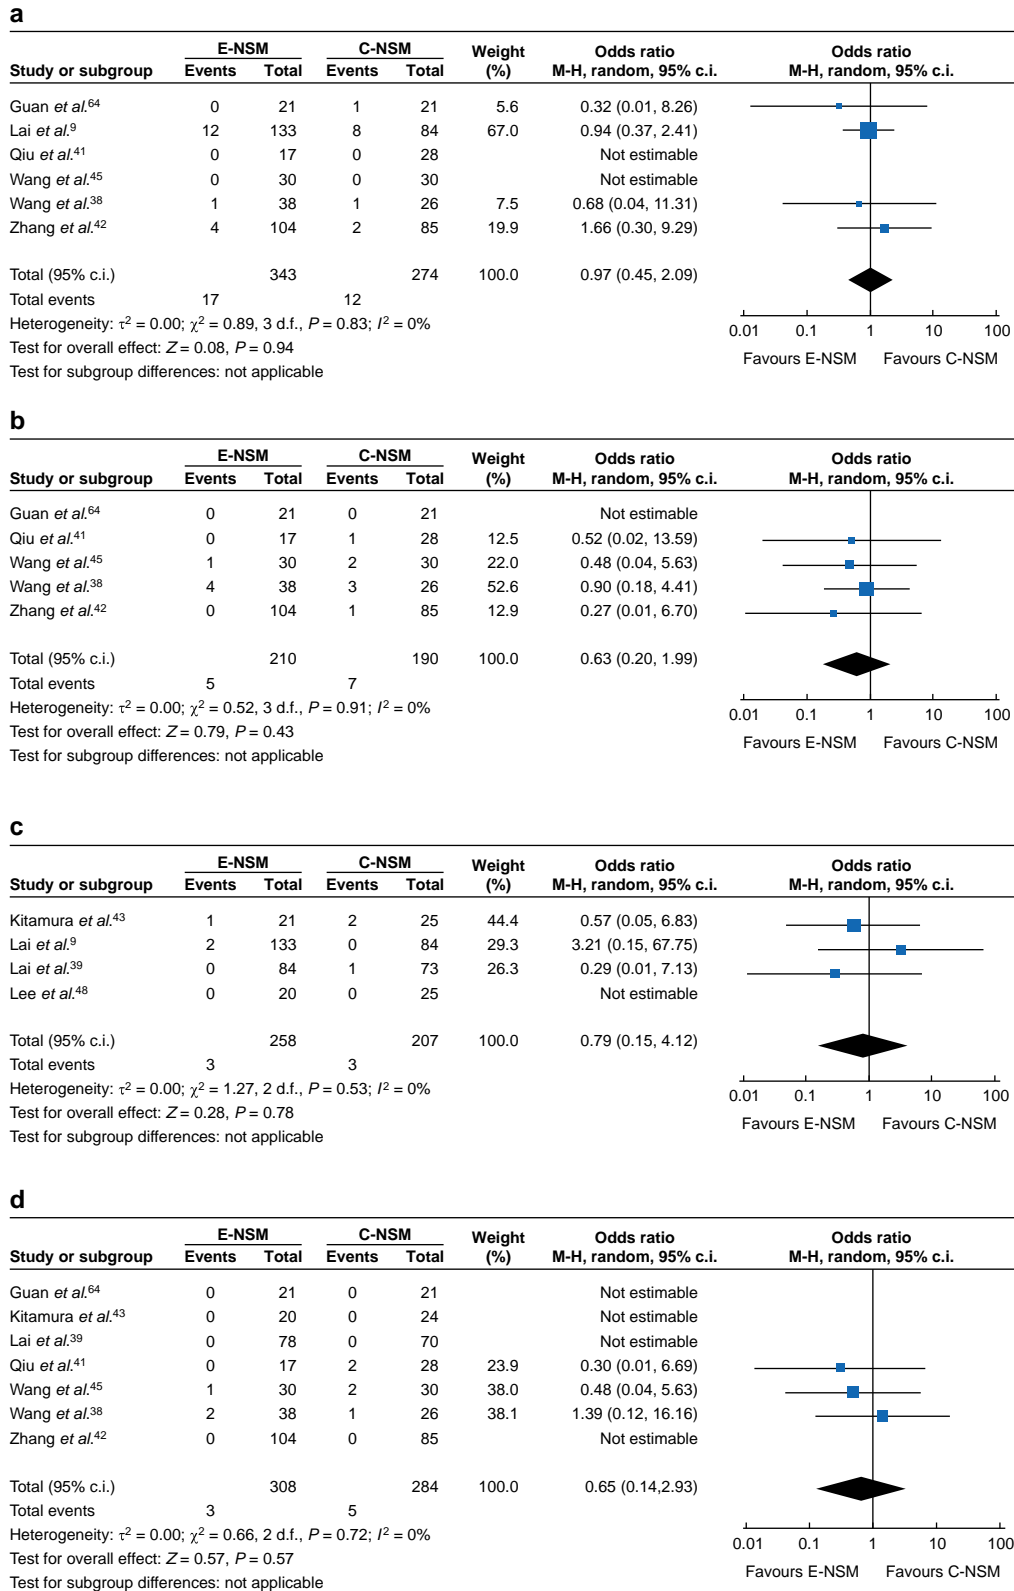 a
E-NSM C-NSM Weight Odds ratio Odds ratio
Study or subgroup Events Total Events Total (%) M-H, random, 95% c.i. M-H, random, 95% c.i.
Guan et al.64 0 21 1 21 5.6 0.32 (0.01, 8.26)
Lai et al.9 12 133 8 84 67.0 0.94 (0.37, 2.41)
Qiu et al.41 0 17 0 28 Not estimable
Wang et al.45 0 30 0 30 Not estimable
Wang et al.38 1 38 1 26 7.5 0.68 (0.04, 11.31)
Zhang et al.42 4 104 2 85 19.9 1.66 (0.30, 9.29)
Total (95% c.i.) 343 274 100.0 0.97 (0.45, 2.09)
Total events 17 12
Heterogeneity: τ2 = 0.00; χ2 = 0.89, 3 d.f., P = 0.83; I2 = 0%
Test for overall effect: Z = 0.08, P = 0.94
Test for subgroup differences: not applicable
0.01 0.1 1 10 100
Favours E-NSM Favours C-NSM
b
E-NSM C-NSM Weight Odds ratio Odds ratio
Study or subgroup Events Total Events Total (%) M-H, random, 95% c.i. M-H, random, 95% c.i.
Guan et al.64 0 21 0 21 Not estimable
Qiu et al.41 0 17 1 28 12.5 0.52 (0.02, 13.59)
Wang et al.45 1 30 2 30 22.0 0.48 (0.04, 5.63)
Wang et al.38 4 38 3 26 52.6 0.90 (0.18, 4.41)
Zhang et al.42 0 104 1 85 12.9 0.27 (0.01, 6.70)
Total (95% c.i.) 210 190 100.0 0.63 (0.20, 1.99)
Total events 5 7
Heterogeneity: τ2 = 0.00; χ2 = 0.52, 3 d.f., P = 0.91; I2 = 0%
Test for overall effect: Z = 0.79, P = 0.43
Test for subgroup differences: not applicable
0.01 0.1 1 10 100
Favours E-NSM Favours C-NSM
c
E-NSM C-NSM Weight Odds ratio Odds ratio
Study or subgroup Events Total Events Total (%) M-H, random, 95% c.i. M-H, random, 95% c.i.
Kitamura et al.43 1 21 2 25 44.4 0.57 (0.05, 6.83)
Lai et al.9 2 133 0 84 29.3 3.21 (0.15, 67.75)
Lai et al.39 0 84 1 73 26.3 0.29 (0.01, 7.13)
Lee et al.48 0 20 0 25 Not estimable
Total (95% c.i.) 258 207 100.0 0.79 (0.15, 4.12)
Total events 3 3
Heterogeneity: τ2 = 0.00; χ2 = 1.27, 2 d.f., P = 0.53; I2 = 0%
Test for overall effect: Z = 0.28, P = 0.78
Test for subgroup differences: not applicable
0.01 0.1 1 10 100
Favours E-NSM Favours C-NSM
d
E-NSM C-NSM Weight Odds ratio Odds ratio
Study or subgroup Events Total Events Total (%) M-H, random, 95% c.i. M-H, random, 95% c.i.
Guan et al.64 0 21 0 21 Not estimable
Kitamura et al.43 0 20 0 24 Not estimable
Lai et al.39 0 78 0 70 Not estimable
Qiu et al.41 0 17 2 28 23.9 0.30 (0.01, 6.69)
Wang et al.45 1 30 2 30 38.0 0.48 (0.04, 5.63)
Wang et al.38 2 38 1 26 38.1 1.39 (0.12, 16.16)
Zhang et al.42 0 104 0 85 Not estimable
Total (95% c.i.) 308 284 100.0 0.65 (0.14,2.93)
Total events 3 5
Heterogeneity: τ2 = 0.00; χ2 = 0.66, 2 d.f., P = 0.72; I2 = 0%
Test for overall effect: Z = 0.57, P = 0.57
Test for subgroup differences: not applicable
0.01 0.1 1 10 100
Favours E-NSM Favours C-NSM